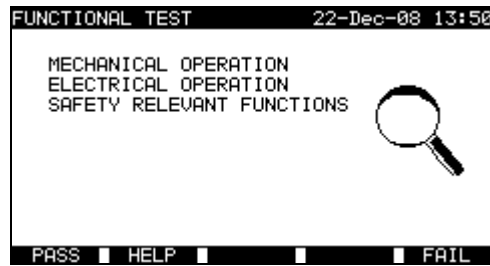 FUNCTIONAL TEST 22-Dec-08 13:50
MECHANICAL OPERATION
ELECTRICAL OPERATION
SAFETY RELEVANT FUNCTIONS
PASS HELP FAIL